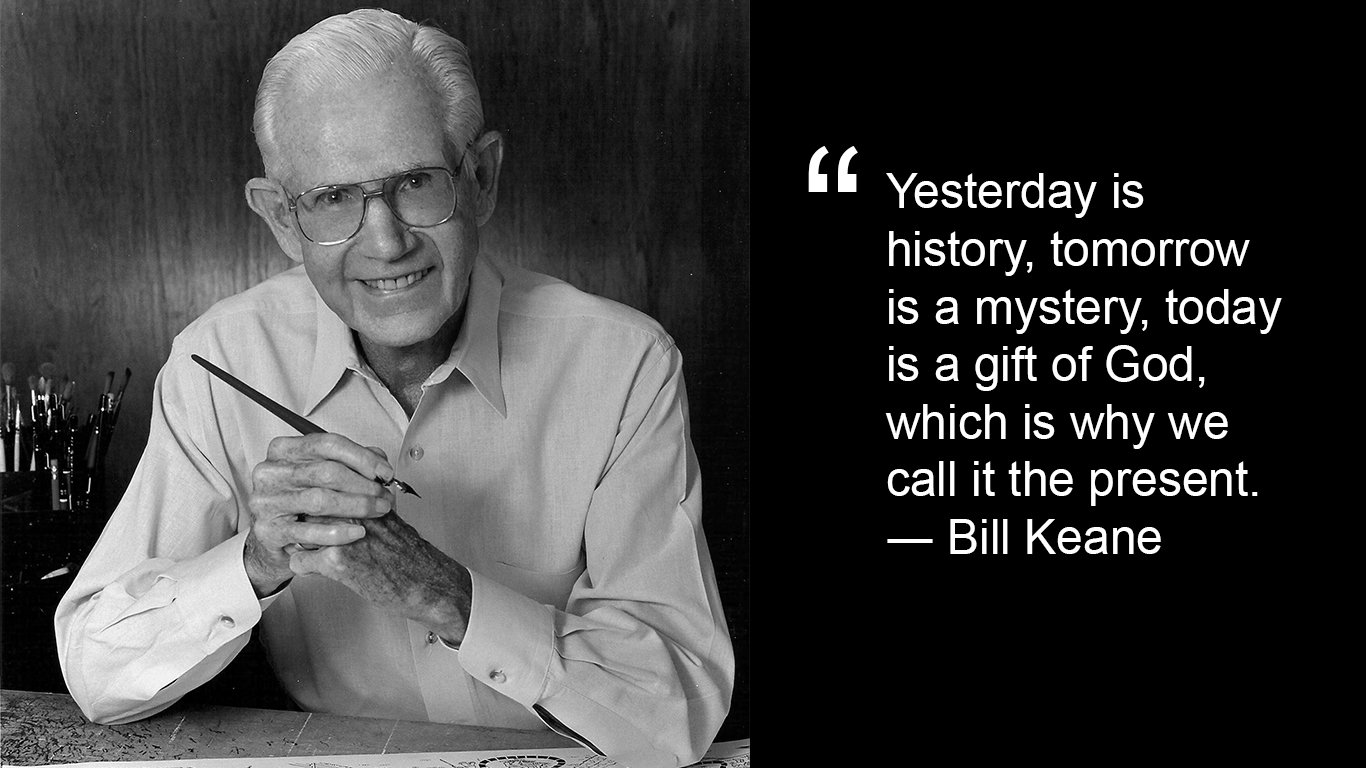 “ Yesterday is
history, tomorrow
is a mystery, today
is a gift of God,
which is why we
call it the present.
— Bill Keane